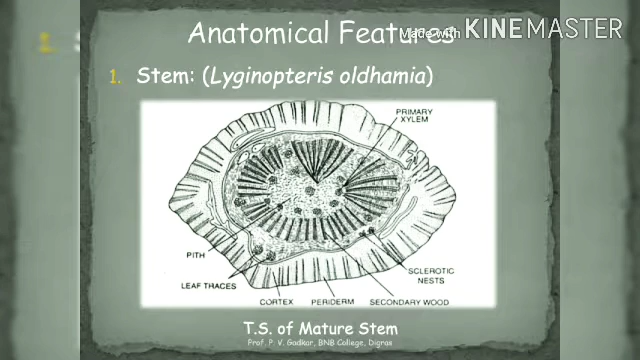 Anatomical Features
Made with KINEMASTER
1. Stem: (Lyginopteris oldhamia)
PRIMARY
XYLEM
PITH
LEAF TRACES
CORTEX
PERIDERM
SECONDARY WOOD
SCLEROTIC
NESTS
T.S. of Mature Stem
Prof. P. V. Gadkar, BNB College, Digras